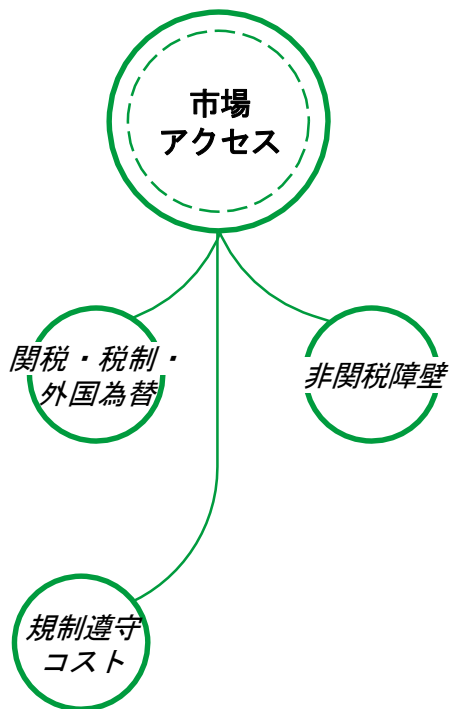 市場
アクセス
関税・税制・
外国為替
非関税障壁
規制遵守
コスト